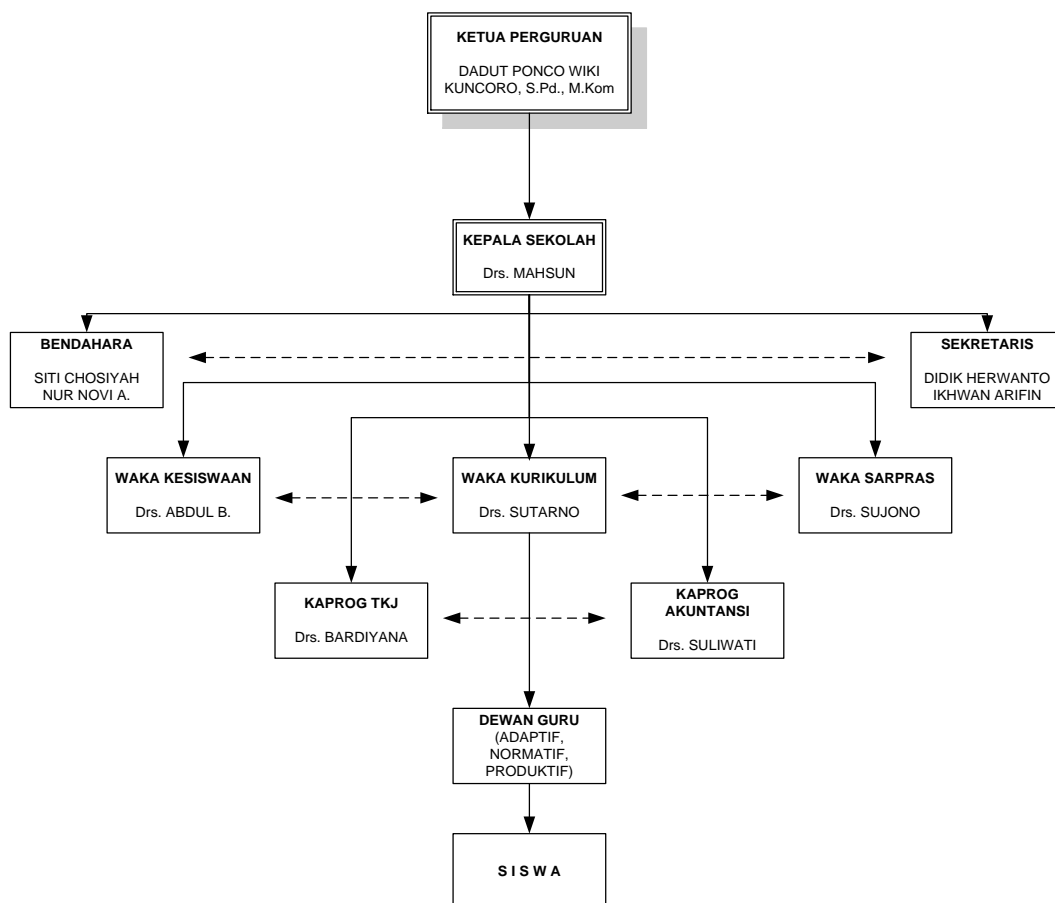 KETUA PERGURUAN
DADUT PONCO WIKI
KUNCORO, S.Pd., M.Kom
KEPALA SEKOLAH
Drs. MAHSUN
BENDAHARA
SITI CHOSIYAH
NUR NOVI A.
SEKRETARIS
DIDIK HERWANTO
IKHWAN ARIFIN
WAKA KESISWAAN
Drs. ABDUL B.
WAKA KURIKULUM
Drs. SUTARNO
WAKA SARPRAS
Drs. SUJONO
KAPROG TKJ
Drs. BARDIYANA
KAPROG
AKUNTANSI
Drs. SULIWATI
DEWAN GURU
(ADAPTIF,
NORMATIF,
PRODUKTIF)
S I S W A